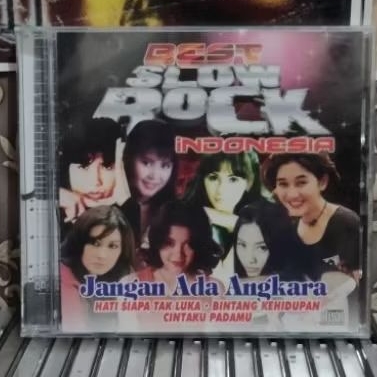 BEST
SLOW
ROCK
INDONESIA
Jangan Ada Angkara
HATI SIAPA TAK LUKA - BINTANG KEHIDUPAN
CINTAKU PADAMU